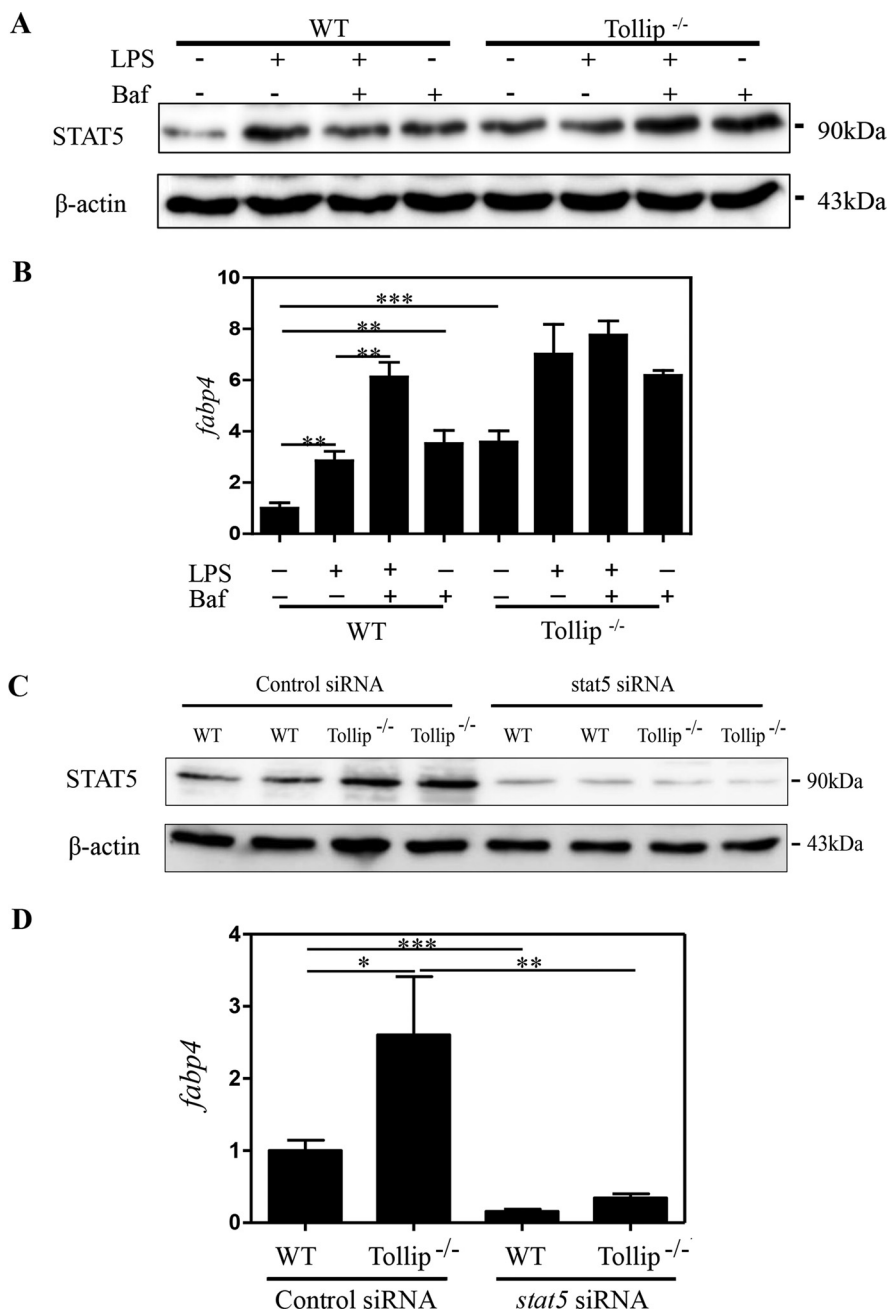 A
WT Tollip -/-
LPS - + + - - + + -
Baf - - + + - - + +
STAT5 - 90kDa
β-actin - 43kDa
B
fabp4
10
8
6
4
2
0
***
**
**
**
LPS – + + – – + + –
Baf – – + + – – + +
WT Tollip -/-
C
Control siRNA stat5 siRNA
WT WT Tollip -/- Tollip -/- WT WT Tollip -/- Tollip -/-
STAT5 - 90kDa
β-actin - 43kDa
D
fabp4
4
3
2
1
0
***
* **
WT Tollip -/- WT Tollip -/-
Control siRNA stat5 siRNA